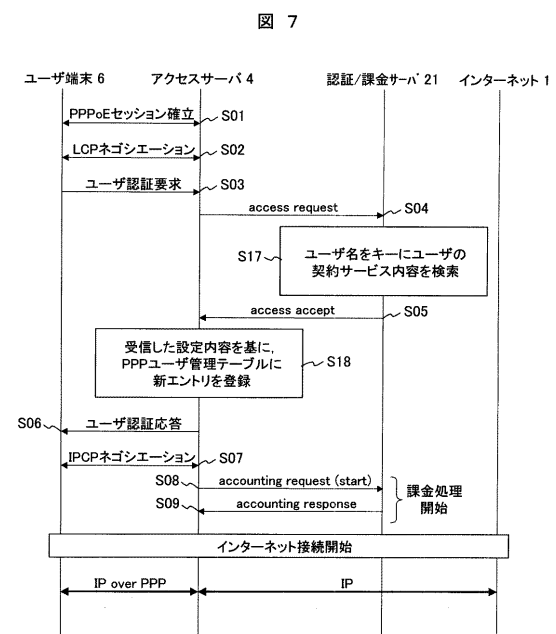 図 7
ユーザ端末 6
アクセスサーバ 4
認証/課金サーバ 21
インターネット 1
PPPoEセッション確立
S01
LCPネゴシエーション
S02
ユーザ認証要求
S03
access request
S04
S17
ユーザ名をキーにユーザの
契約サービス内容を検索
access accept
S05
受信した設定内容を基に,
PPPユーザ管理テーブルに
新エントリを登録
S18
S06
ユーザ認証応答
IPCPネゴシエーション
S07
S08
accounting request (start)
S09
accounting response
課金処理
開始
インターネット接続開始
IP over PPP
IP